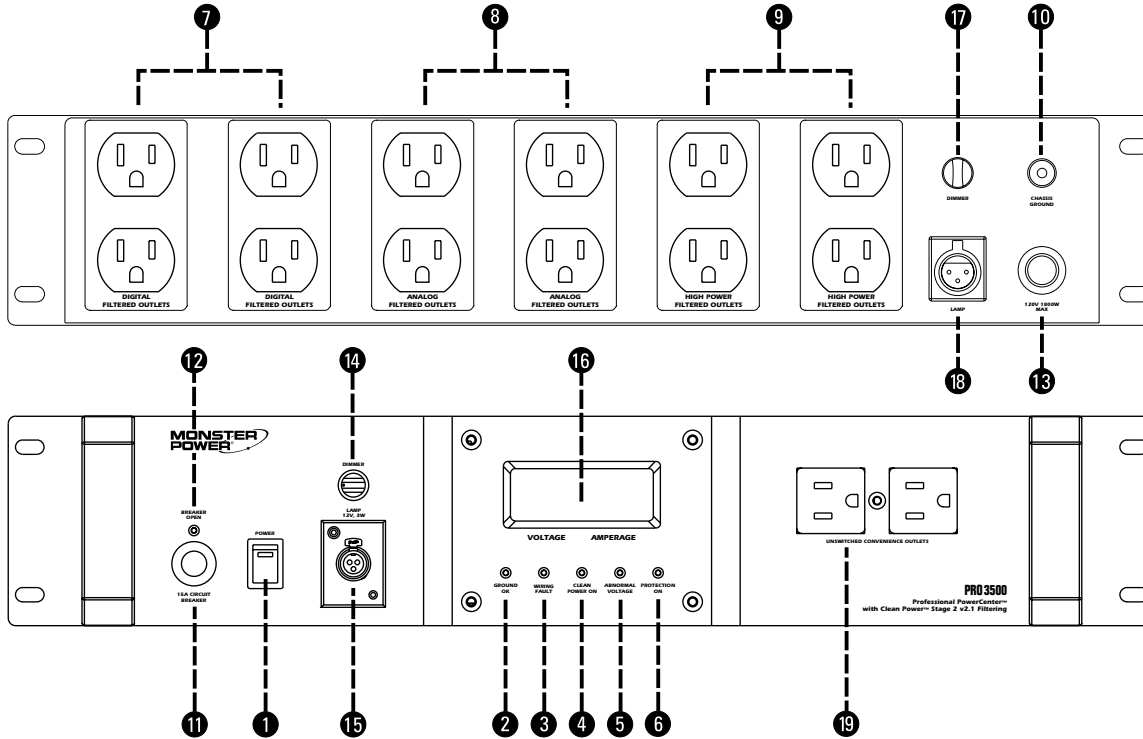 7 8 9 17 10
DIMMER
CHASSIS
GROUND
DIGITAL
FILTERED OUTLETS
DIGITAL
FILTERED OUTLETS
ANALOG
FILTERED OUTLETS
ANALOG
FILTERED OUTLETS
HIGH POWER
FILTERED OUTLETS
HIGH POWER
FILTERED OUTLETS
LAMP
120V 1800W
MAX
12 14 16 18 13
MONSTER
POWER®
BREAKER
OPEN
15A CIRCUIT
BREAKER
POWER
DIMMER
LAMP
12V, 3W
VOLTAGE AMPERAGE
GROUND
OK
WIRING
FAULT
CLEAN
POWER ON
ABNORMAL
VOLTAGE
PROTECTION
ON
UNSWITCHED CONVENIENCE OUTLETS
PRO 3500
Professional PowerCenter™
with Clean Power™ Stage 2 v2.1 Filtering
11 1 15 2 3 4 5 6 19